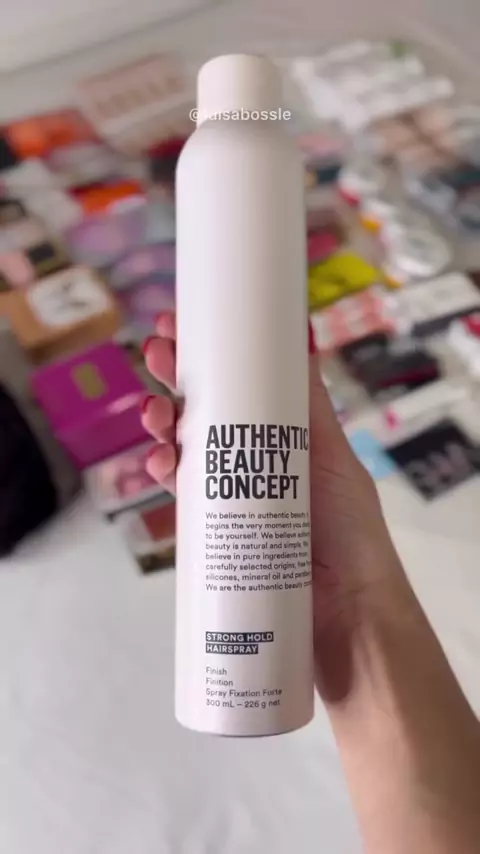 @luisabossle
AUTHENTIC
BEAUTY
CONCEPT
We believe in authentic beauty
begins the very moment you
to be yourself. We believe
beauty is natural and simple.
believe in pure ingredients from
carefully selected origins, free
silicones, mineral oil and
We are the authentic beauty
STRONG HOLD
HAIRSPRAY
Finish
Finition
Spray Fixation Forte
300 mL – 226 g net